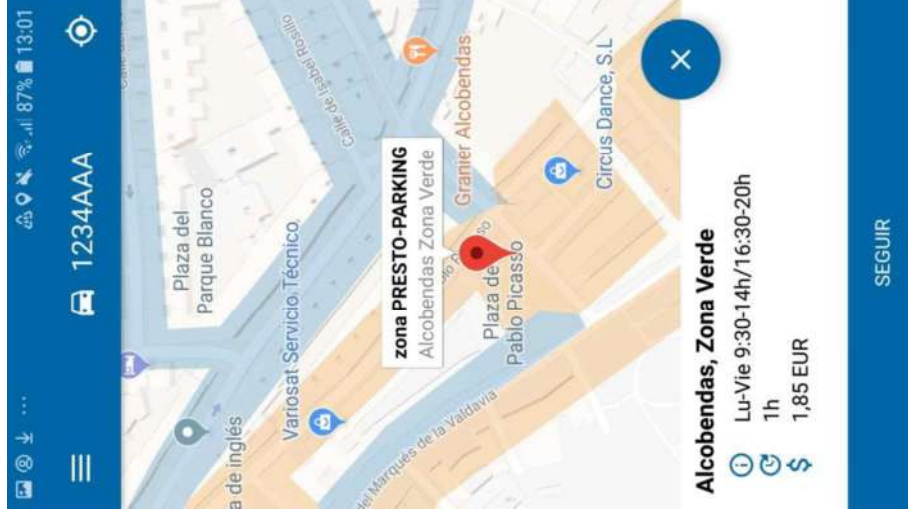 87% 13:01
1234AAA
Calle de Isabel Rosillo
Plaza del
Parque Blanco
Granier Alcobendas
Variosat Servicio Técnico
zona PRESTO-PARKING
Alcobendas Zona Verde
Circus Dance, S.L
Plaza de
Pablo Picasso
a de inglés
del Marqués de la Valdavia
Alcobendas, Zona Verde
Lu-Vie 9:30-14h/16:30-20h
1h
1,85 EUR
SEGUIR